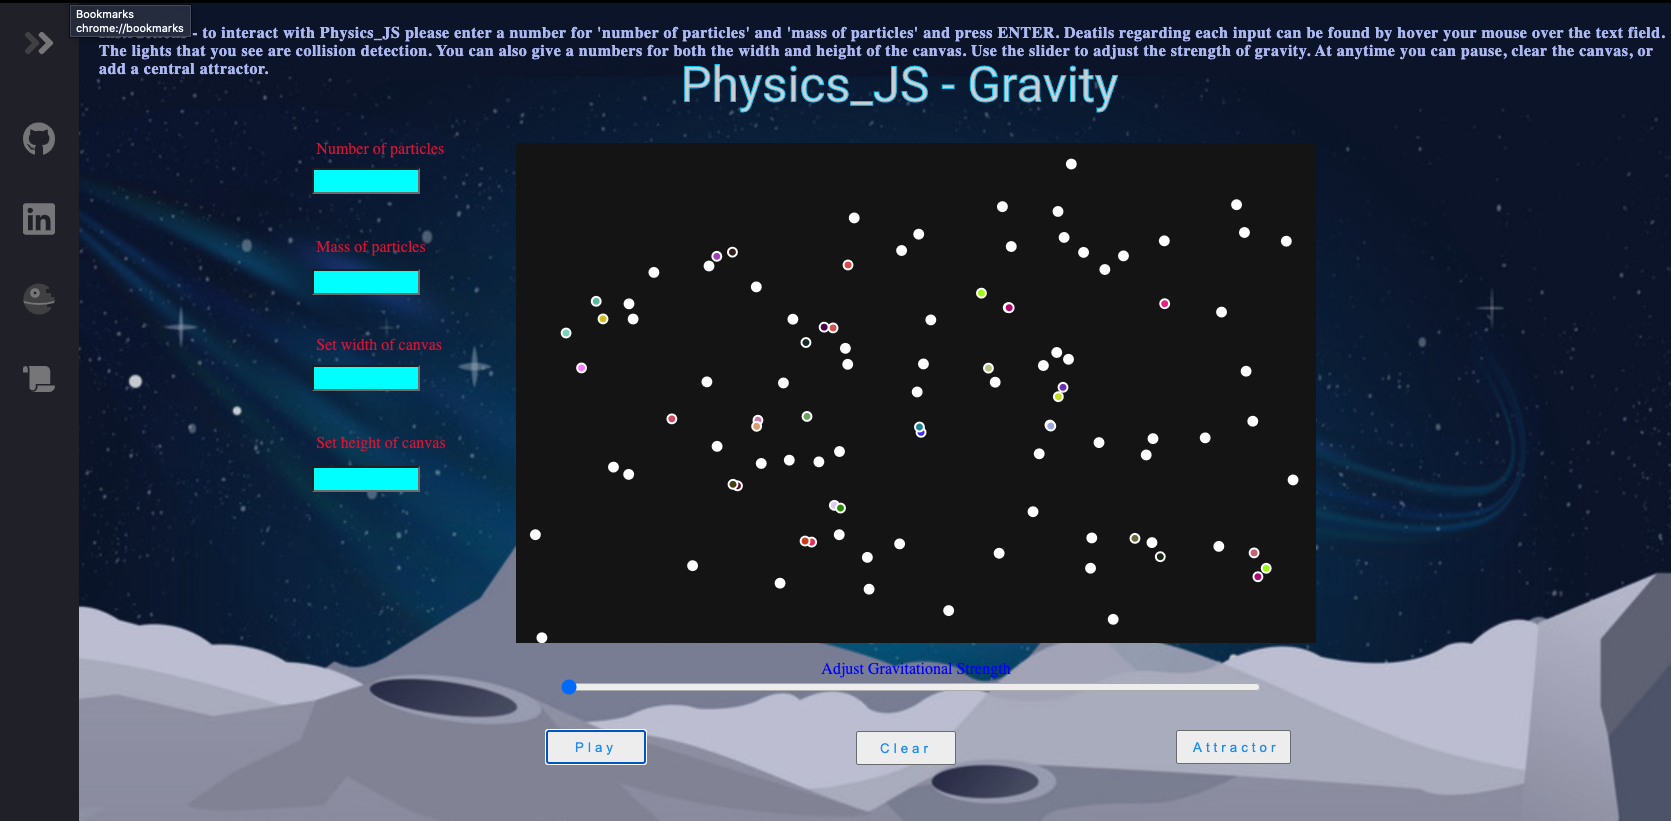 Bookmarks
chrome://bookmarks
- to interact with Physics_JS please enter a number for 'number of particles' and 'mass of particles' and press ENTER. Deatils regarding each input can be found by hover your mouse over the text field.
The lights that you see are collision detection. You can also give a numbers for both the width and height of the canvas. Use the slider to adjust the strength of gravity. At anytime you can pause, clear the canvas, or
add a central attractor.
Physics_JS - Gravity
Number of particles
Mass of particles
Set width of canvas
Set height of canvas
Adjust Gravitational Strength
Play
Clear
Attractor